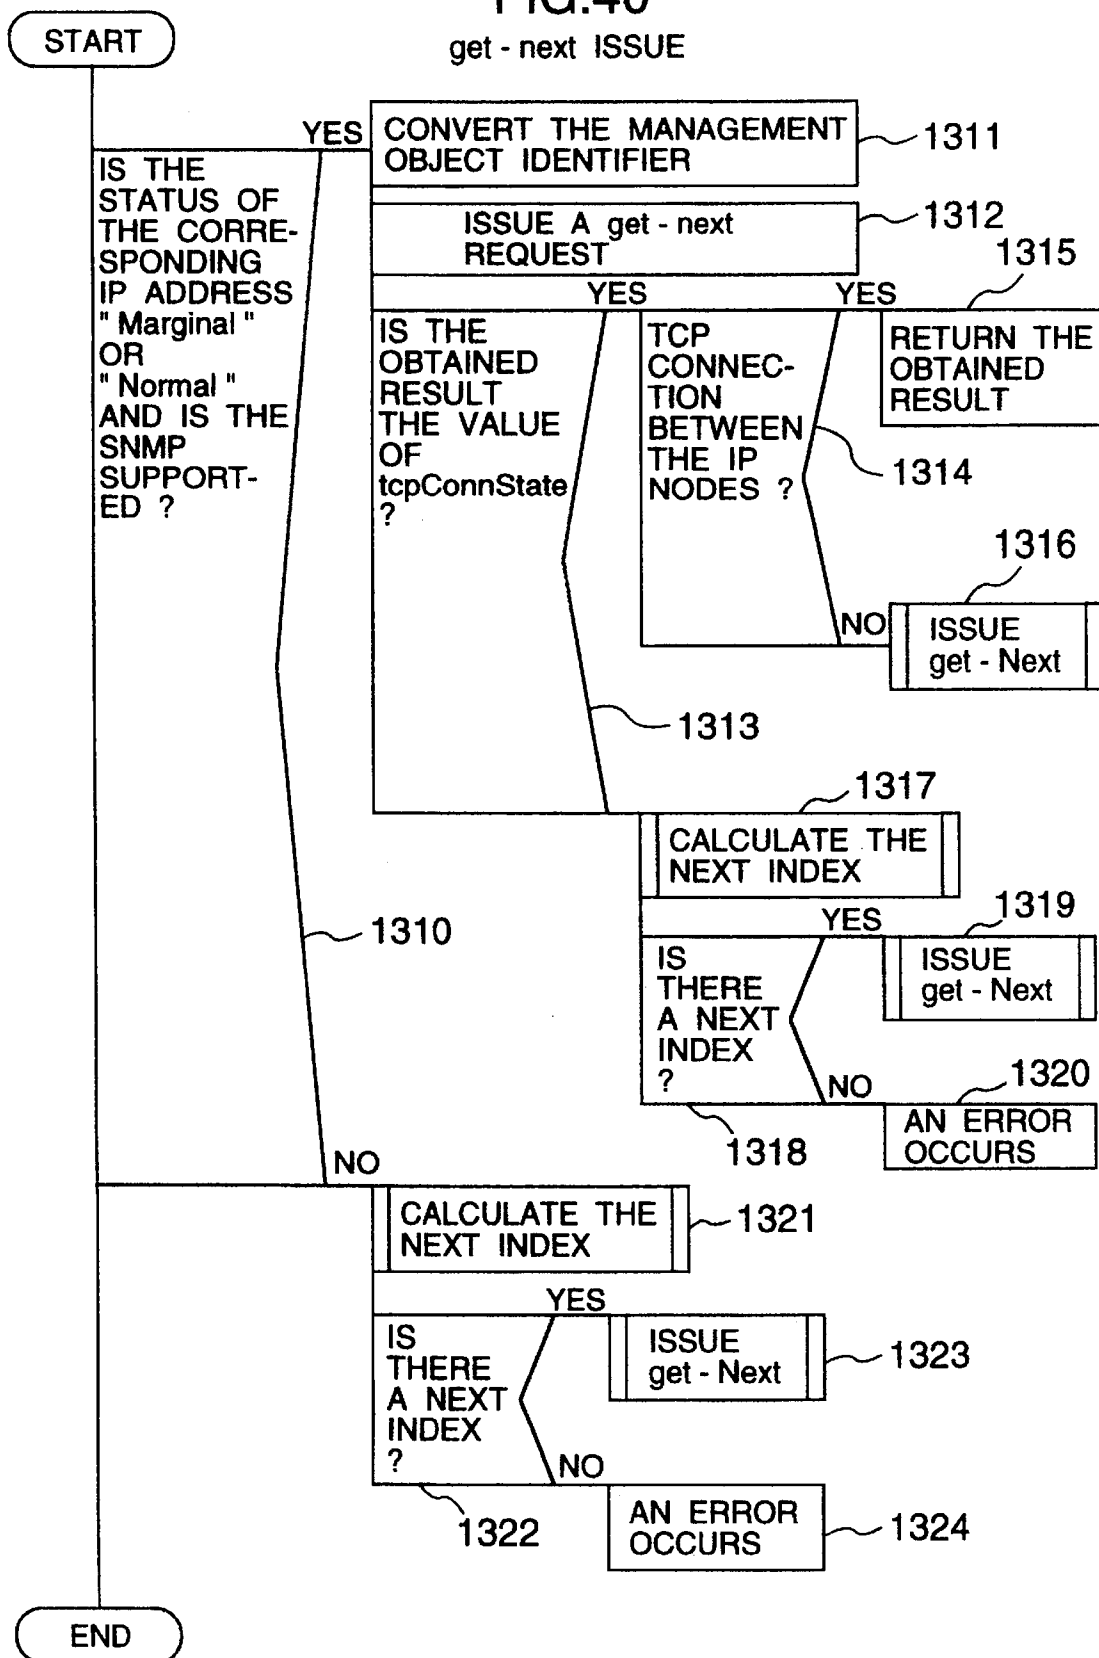 FIG.40
get - next ISSUE
START
YES
IS THE
STATUS OF
THE CORRE-
SPONDING
IP ADDRESS
" Marginal "
OR
" Normal "
AND IS THE
SNMP
SUPPORT-
ED ?
CONVERT THE MANAGEMENT
OBJECT IDENTIFIER
1311
ISSUE A get - next
REQUEST
1312
1315
YES
IS THE
OBTAINED
RESULT
THE VALUE
OF
tcpConnState
?
YES
TCP
CONNEC-
TION
BETWEEN
THE IP
NODES ?
RETURN THE
OBTAINED
RESULT
1314
1316
NO
ISSUE
get - Next
1313
1317
CALCULATE THE
NEXT INDEX
1310
YES
1319
IS
THERE
A NEXT
INDEX
?
ISSUE
get - Next
NO
1320
AN ERROR
OCCURS
1318
NO
CALCULATE THE
NEXT INDEX
1321
YES
IS
THERE
A NEXT
INDEX
?
ISSUE
get - Next
1323
NO
1322
AN ERROR
OCCURS
1324
END